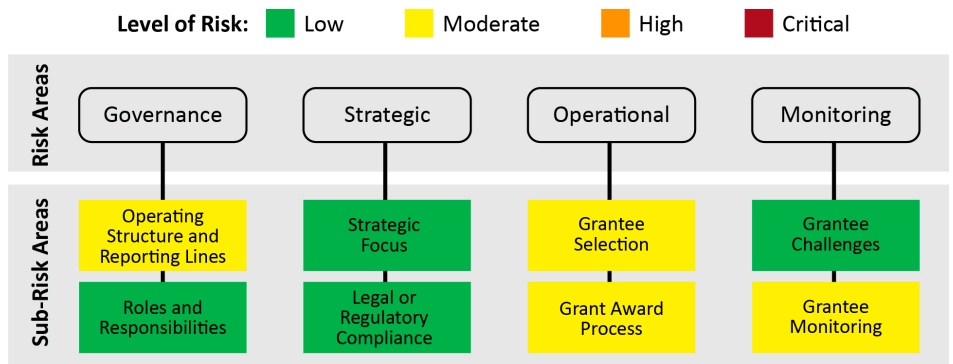 Level of Risk: Low Moderate High Critical
Risk Areas
Governance
Strategic
Operational
Monitoring
Sub-Risk Areas
Operating
Structure and
Reporting Lines
Strategic
Focus
Grantee
Selection
Grantee
Challenges
Roles and
Responsibilities
Legal or
Regulatory
Compliance
Grant Award
Process
Grantee
Monitoring